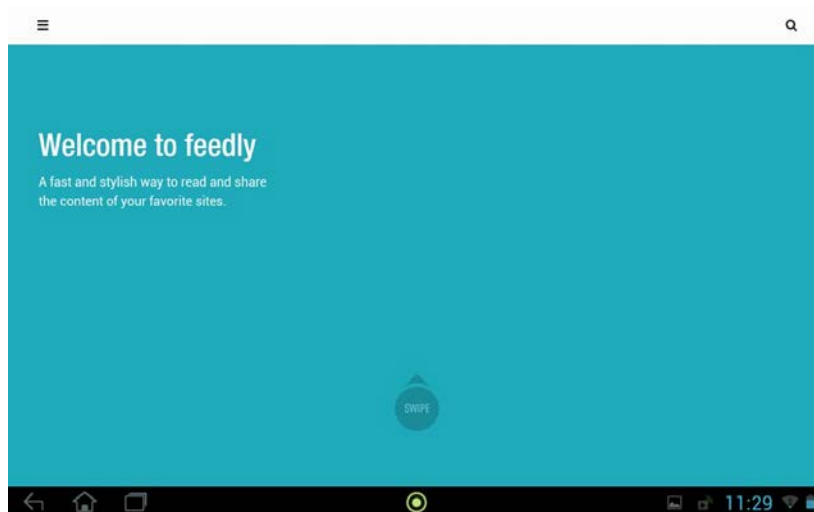 Welcome to feedly
A fast and stylish way to read and share
the content of your favorite sites.
SWIPE
11:29